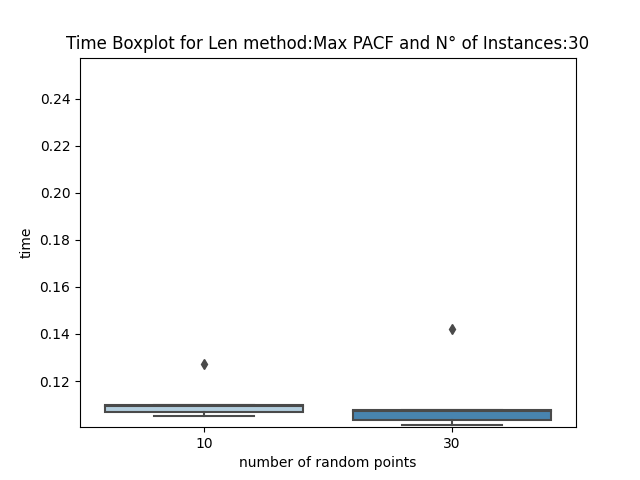 Time Boxplot for Len method:Max PACF and N° of Instances:30
0.24
0.22
0.20
0.18
0.16
0.14
0.12
time
10 30
number of random points